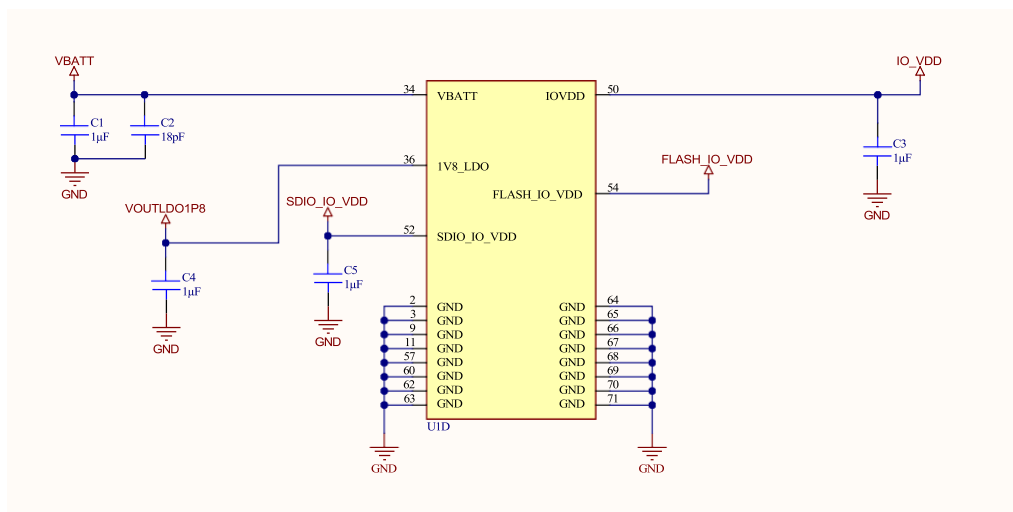 VBATT
IO_VDD
34
VBATT
IOVDD
50
C1
1µF
C2
18pF
C3
1µF
GND
GND
36
1V8_LDO
FLASH_IO_VDD
FLASH_IO_VDD
54
VOUTLDO1P8
SDIO_IO_VDD
52
SDIO_IO_VDD
C4
1µF
GND
C5
1µF
GND
2 GND GND 64
3 GND GND 65
9 GND GND 66
11 GND GND 67
57 GND GND 68
60 GND GND 69
62 GND GND 70
63 GND GND 71
U1D
GND
GND